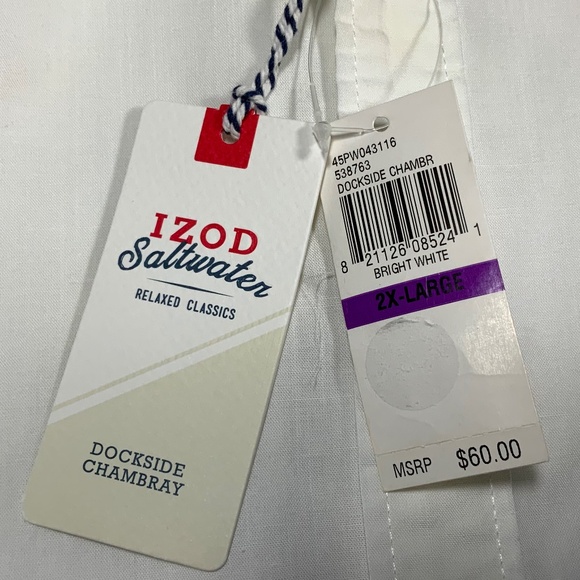 IZOD
Saltwater
RELAXED CLASSICS
DOCKSIDE
CHAMBRAY
45PW043116
538763
DOCKSIDE CHAMBR
8 21126 08524 1
BRIGHT WHITE
2X-LARGE
MSRP $60.00